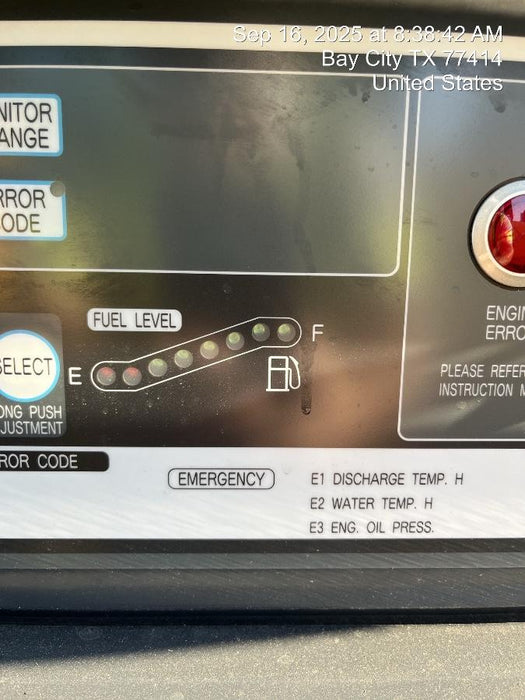 Sep 16, 2025 at 8:38:42 AM
Bay City TX 77414
United States
NITOR
ANGE
RROR
ODE
FUEL LEVEL
F
SELECT
E
ONG PUSH
JUSTMENT
ENGIN
ERRO
PLEASE REFER
INSTRUCTION M
ROR CODE
EMERGENCY
E1 DISCHARGE TEMP. H
E2 WATER TEMP. H
E3 ENG. OIL PRESS.